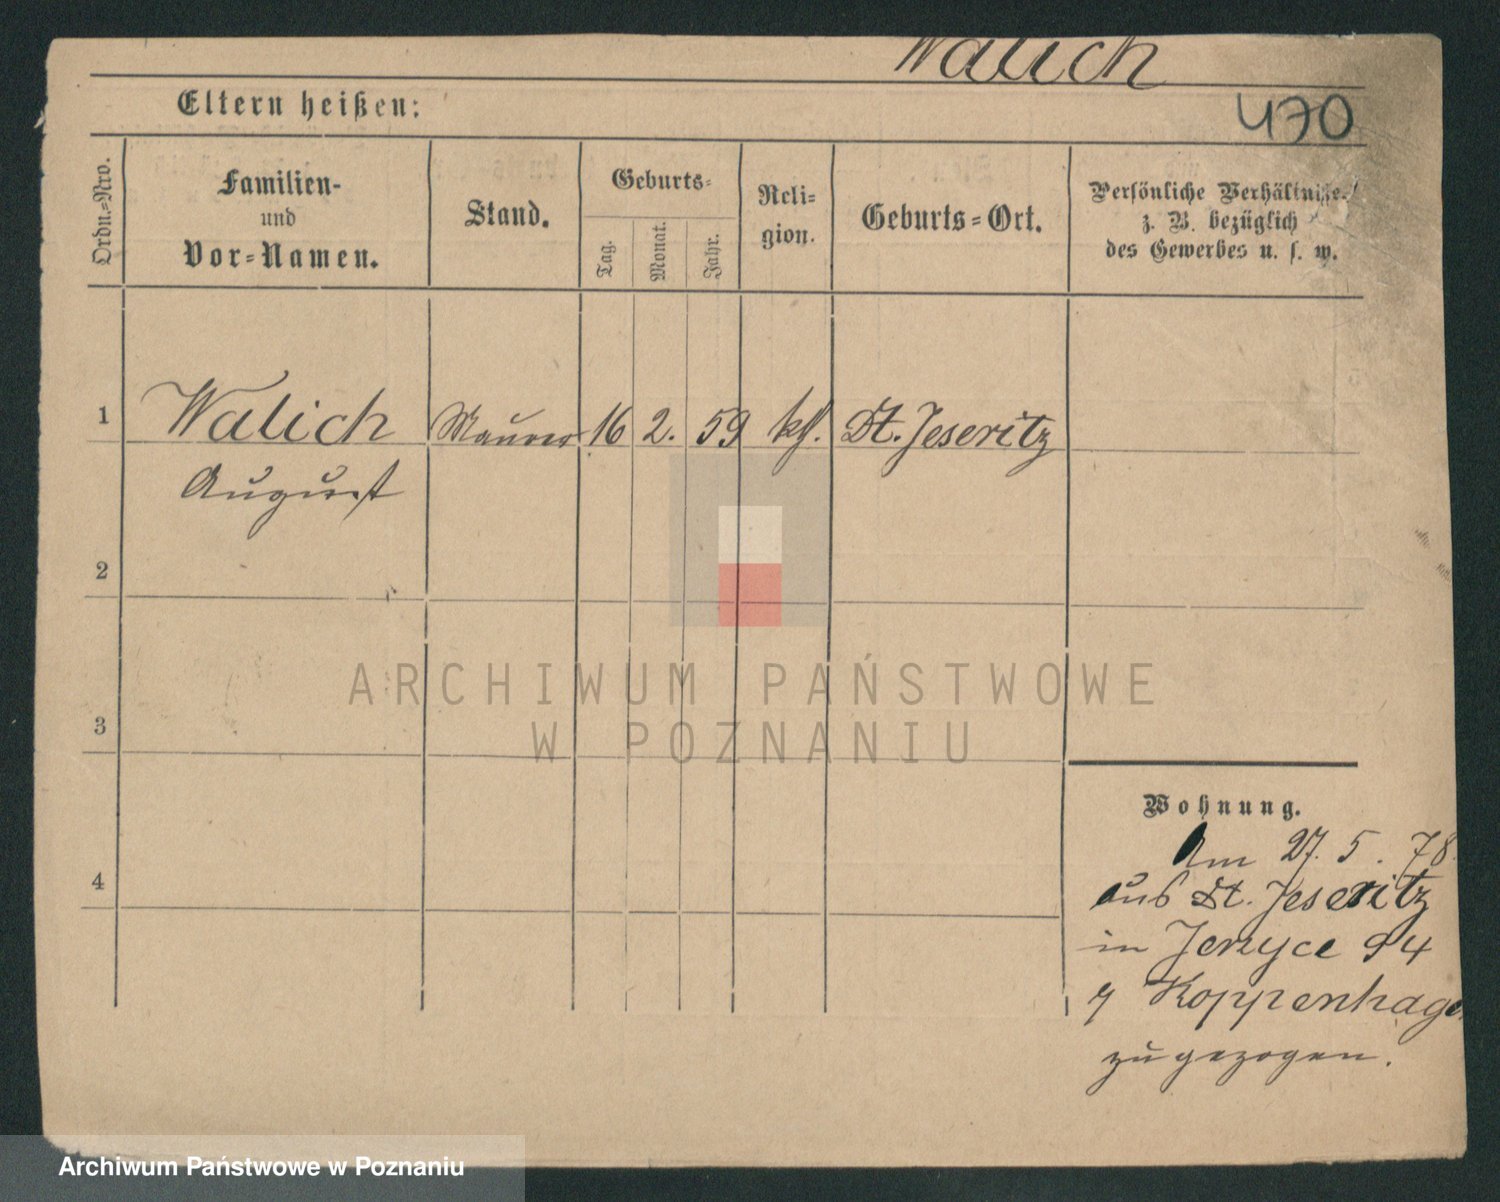 Walich
470
Eltern heißen:
Ordn.-Nro.
Familien-
und
Vor-Namen.
Stand.
Geburts-
Tag.
Monat.
Jahr.
Reli-
gion.
Geburts-Ort.
Persönliche Verhältnisse
z. B. bezüglich
des Gewerbes u. s. w.
1 Walich Maurer 16 2. 59 kth. Dt. Jeseritz
August
2
3
4
ARCHIWUM PAŃSTWOWE
W POZNANIU
Wohnung.
Am 27. 5. 78.
aus Dt. Jeseritz
in Jerzyce 94
Koppenhagen
zugezogen.
Archiwum Państwowe w Poznaniu